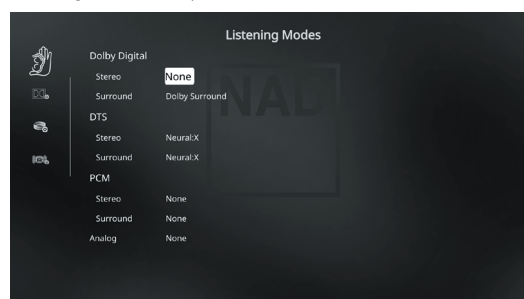 Listening Modes
Dolby Digital
Stereo None
Surround Dolby Surround
NAD
DTS
Stereo Neural:X
Surround Neural:X
PCM
Stereo None
Surround None
Analog None